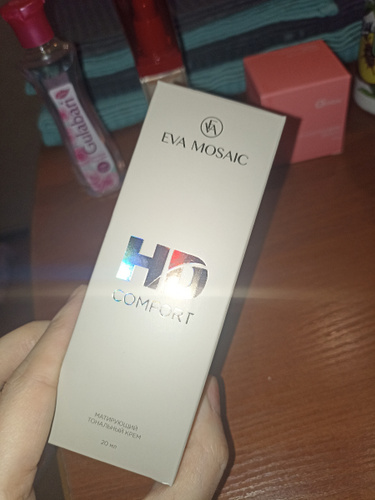 EVA MOSAIC
HD
COMFORT
МАТИРУЮЩИЙ
ТОНАЛЬНЫЙ КРЕМ
20 мл
Gulabari